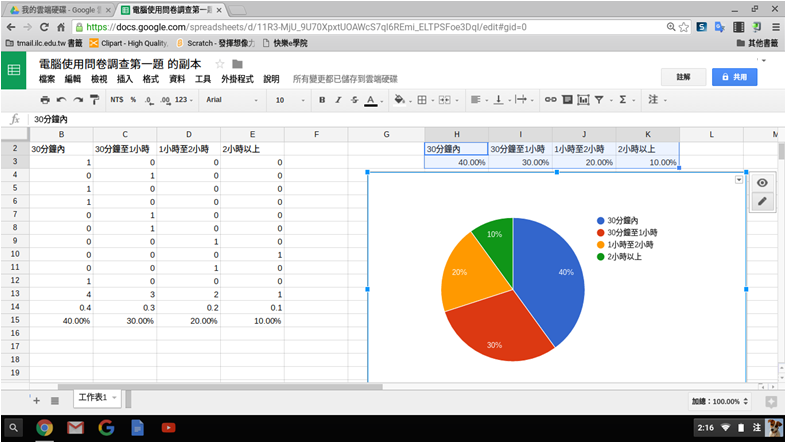 我的雲端硬碟 - Google 雲
電腦使用問卷調查第一題
https://docs.google.com/spreadsheets/d/11R3-MjU_9U70XpxtU0AWcS7qI6REmi_ELTPSFoe3DqI/edit#gid=0
tmail.ilc.edu.tw 書籤 Clipart - High Quality, Scratch - 發揮想像力 快樂e學院 其他書籤
電腦使用問卷調查第一題 的副本
檔案 編輯 檢視 插入 格式 資料 工具 外掛程式 說明 所有變更都已儲存到雲端硬碟
註解 共用
NT$ % .0 .00 123 Arial 10 B I S A Σ 注
fx 30分鐘內
B C D E F G H I J K L M
2 30分鐘內 30分鐘至1小時 1小時至2小時 2小時以上 30分鐘內 30分鐘至1小時 1小時至2小時 2小時以上
3 1 0 0 0 40.00% 30.00% 20.00% 10.00%
4 0 1 0 0
5 1 0 0 0
6 1 0 0 0
7 0 1 0 0
8 0 1 0 0
9 0 0 1 0
10 0 0 0 1
11 0 0 1 0
12 1 0 0 0
13 4 3 2 1
14 0.4 0.3 0.2 0.1
15 40.00% 30.00% 20.00% 10.00%
16
17
18
19
30分鐘內
30分鐘至1小時
1小時至2小時
2小時以上
10%
20%
40%
30%
工作表1
加總：100.00%
2:16 注